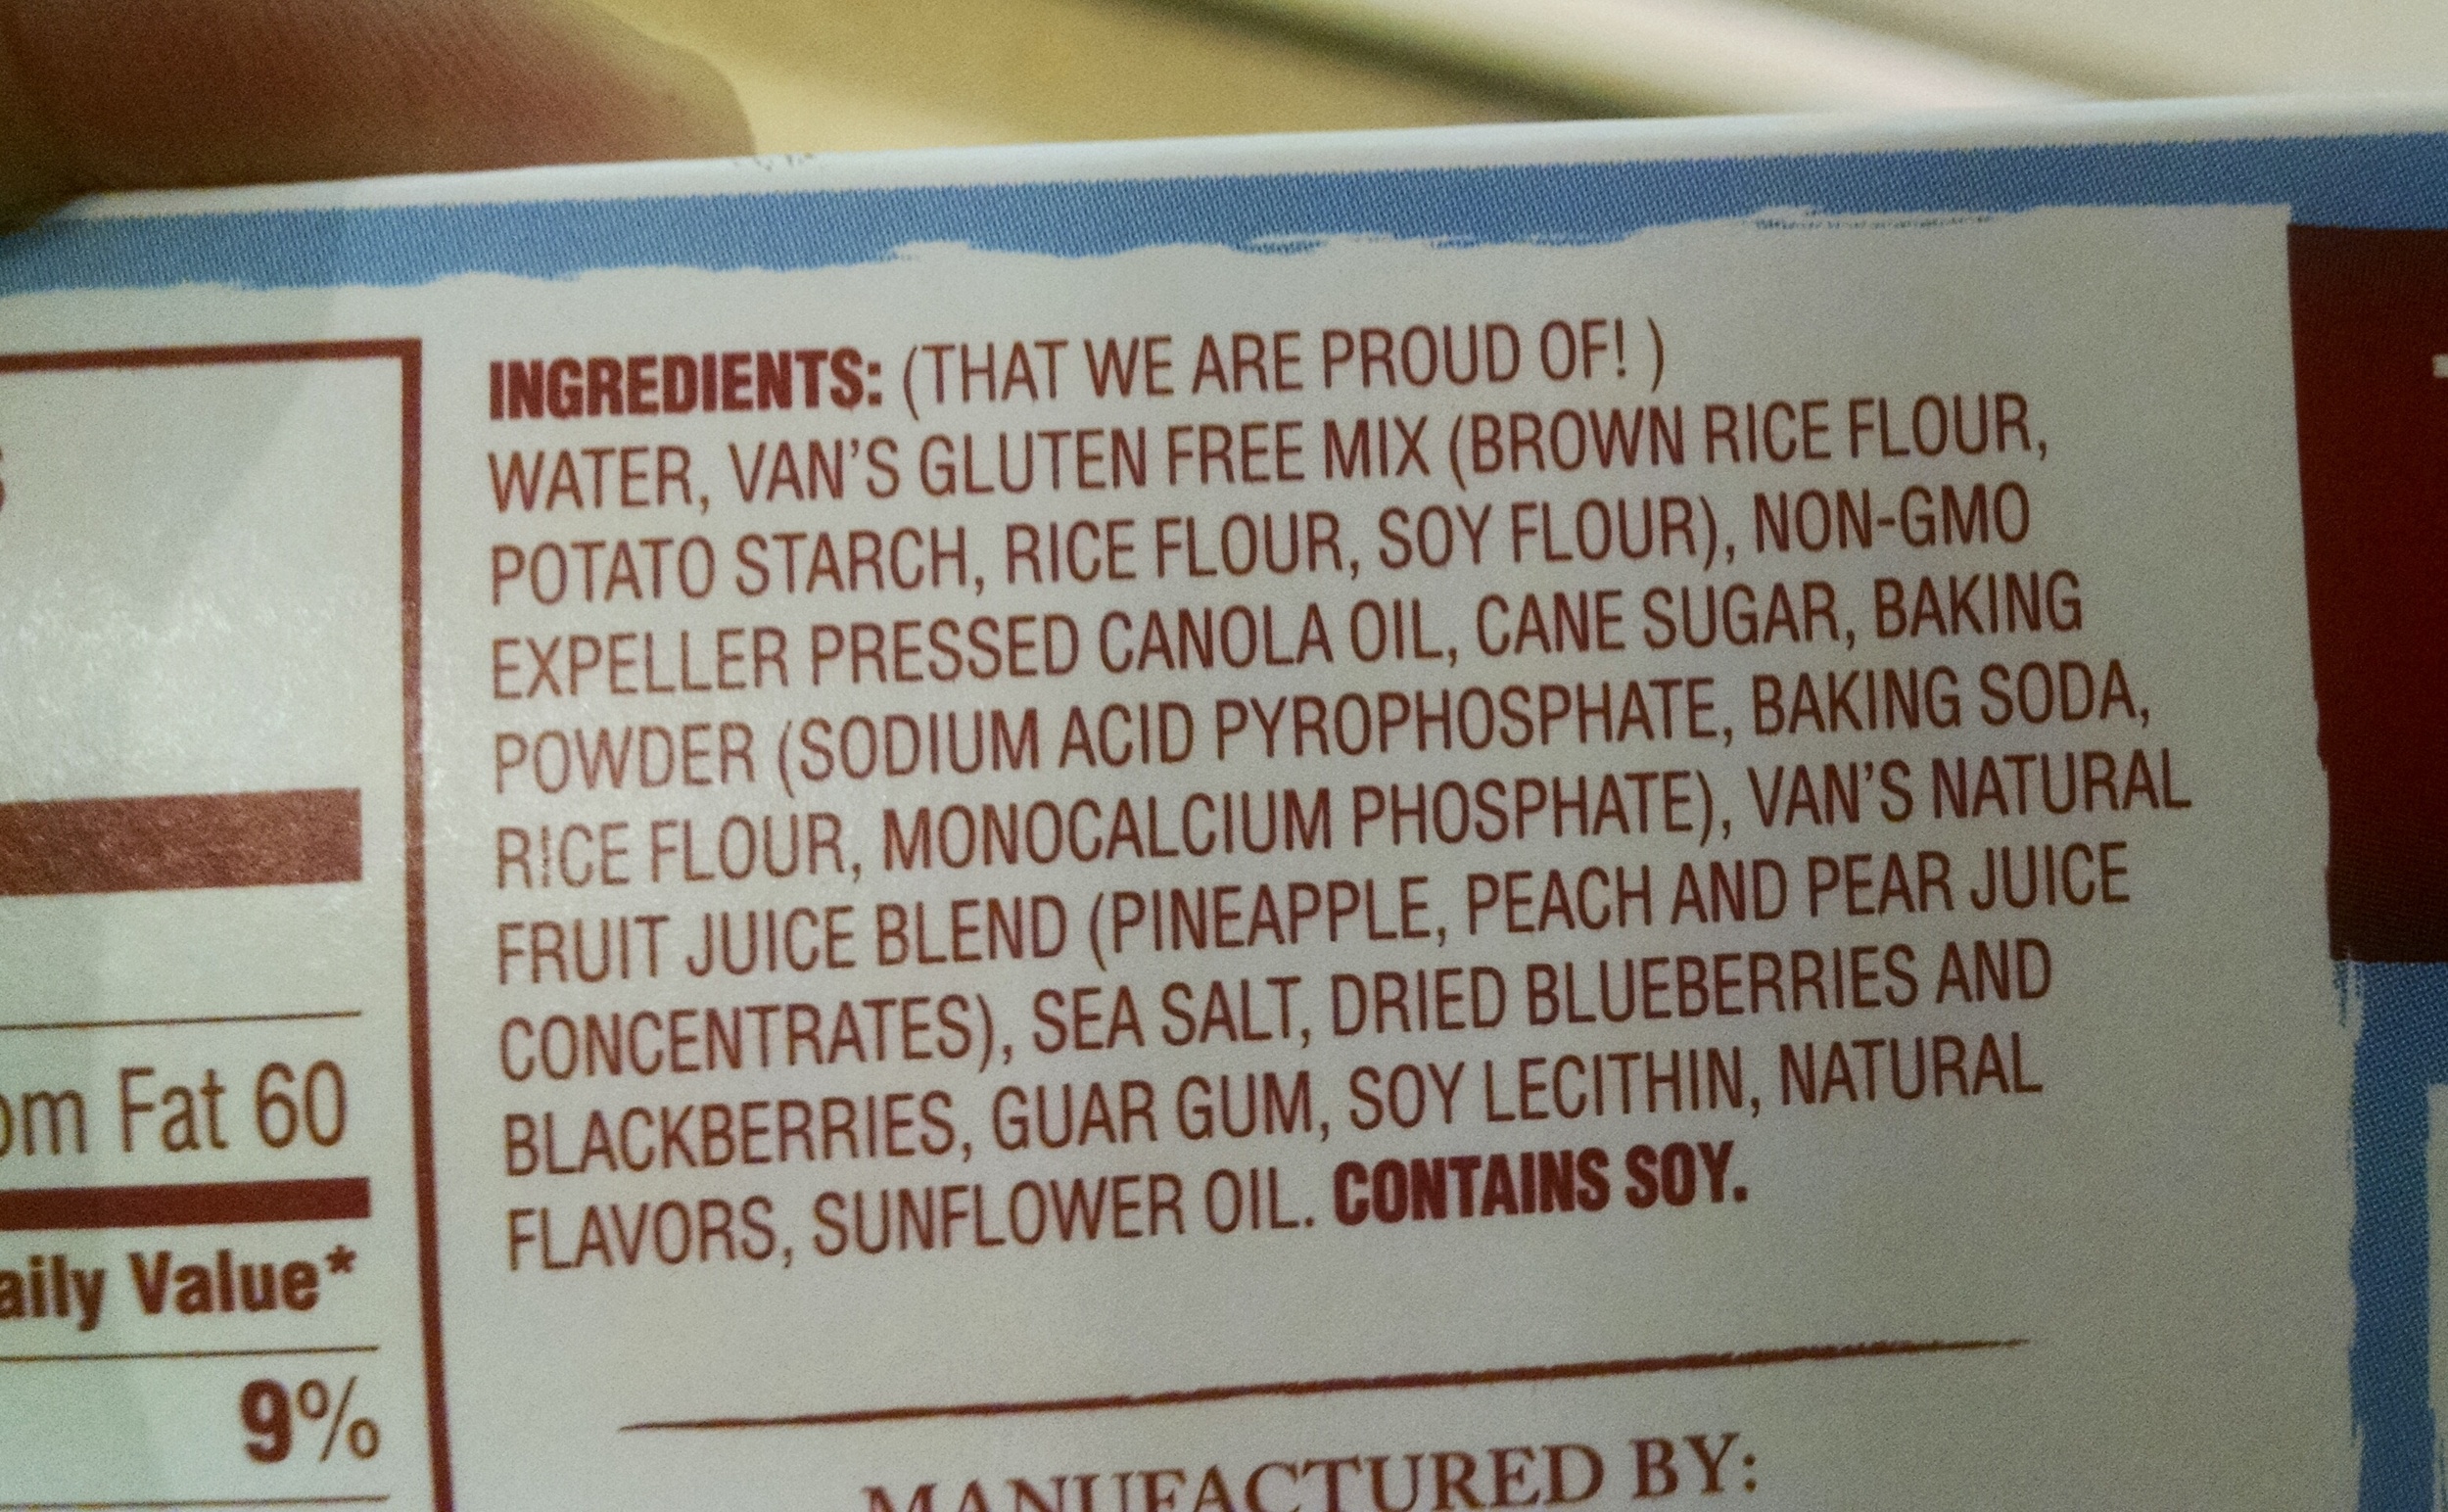 INGREDIENTS: (THAT WE ARE PROUD OF! )
WATER, VAN'S GLUTEN FREE MIX (BROWN RICE FLOUR,
POTATO STARCH, RICE FLOUR, SOY FLOUR), NON-GMO
EXPELLER PRESSED CANOLA OIL, CANE SUGAR, BAKING
POWDER (SODIUM ACID PYROPHOSPHATE, BAKING SODA,
RICE FLOUR, MONOCALCIUM PHOSPHATE), VAN'S NATURAL
FRUIT JUICE BLEND (PINEAPPLE, PEACH AND PEAR JUICE
CONCENTRATES), SEA SALT, DRIED BLUEBERRIES AND
BLACKBERRIES, GUAR GUM, SOY LECITHIN, NATURAL
FLAVORS, SUNFLOWER OIL. CONTAINS SOY.
MANUFACTURED BY:
Fat 60
Value*
9%